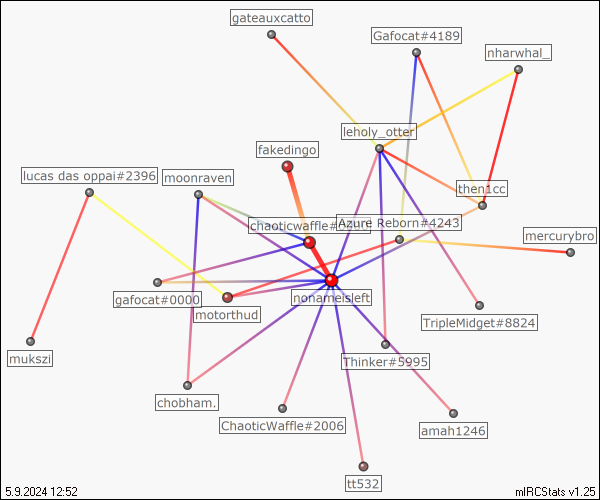 gateauxcatto
Gafocat#4189
nharwhal_
leholy_otter
fakedingo
lucas das oppai#2396
moonraven
then1cc
chaoticwaffle#
Azure Reborn#4243
mercurybro
gafocat#0000
nonameisleft
motorthud
TripleMidget#8824
mukszi
Thinker#5995
chobham.
ChaoticWaffle#2006
amah1246
tt532
5.9.2024 12:52
mIRCStats v1.25